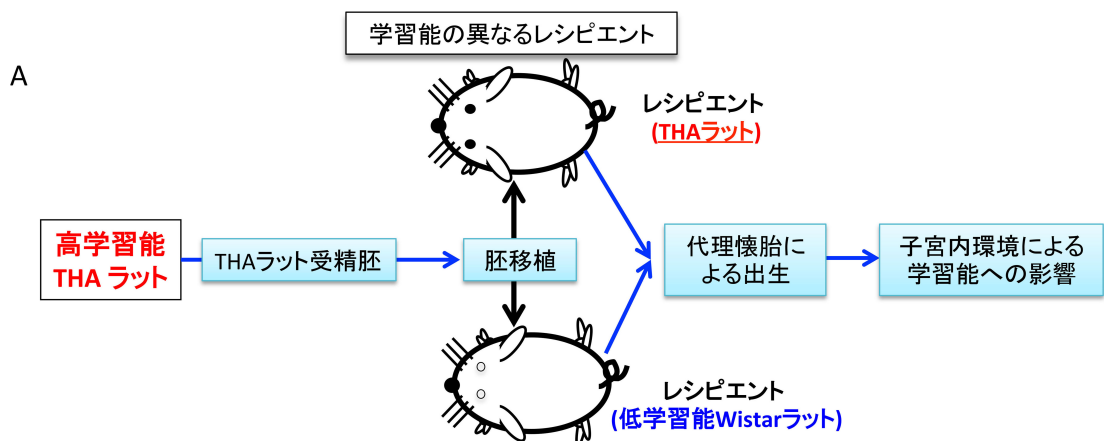 学習能の異なるレシピエント
A
レシピエント
(THAラット)
高学習能
THA ラット
THAラット受精胚
胚移植
代理懐胎に
よる出生
子宮内環境による
学習能への影響
レシピエント
(低学習能Wistarラット)